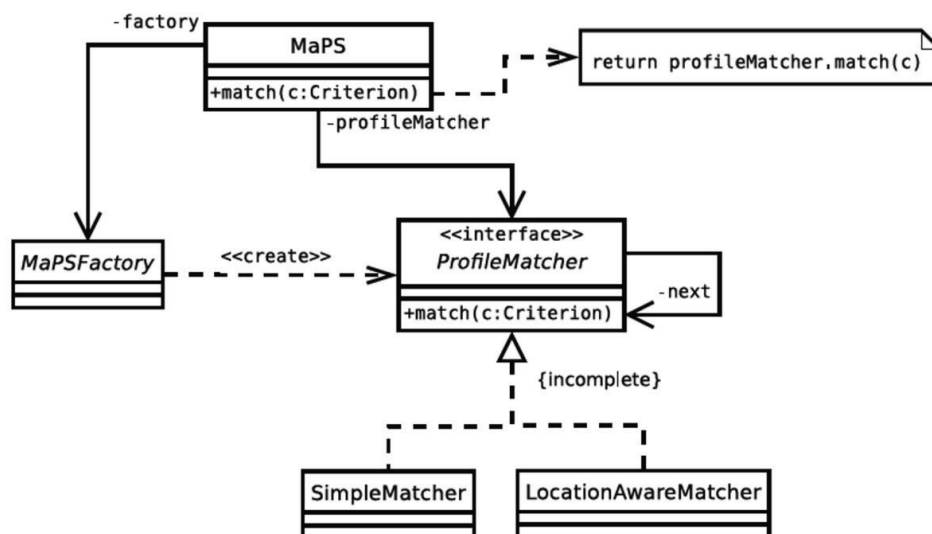 -factory
MaPS
+match(c:Criterion)
return profileMatcher.match(c)
-profileMatcher
MaPSFactory
<<create>>
<<interface>>
ProfileMatcher
+match(c:Criterion)
-next
{incomplete}
SimpleMatcher
LocationAwareMatcher